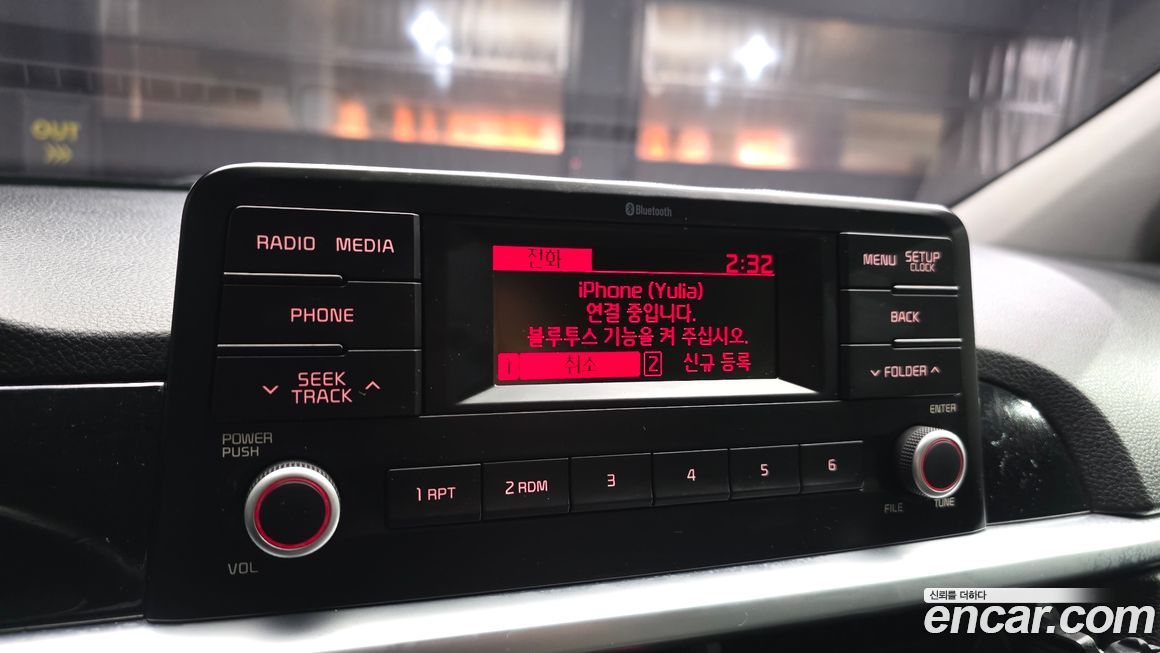 OUT
Bluetooth
RADIO MEDIA
PHONE
SEEK
TRACK
POWER
PUSH
VOL
전화 2:32
iPhone (Yulia)
연결 중입니다.
블루투스 기능을 켜 주십시오.
1 취소 2 신규 등록
MENU SETUP
CLOCK
BACK
FOLDER
ENTER
1 RPT 2 RDM 3 4 5 6
FILE TUNE
신뢰를 더하다
encar.com